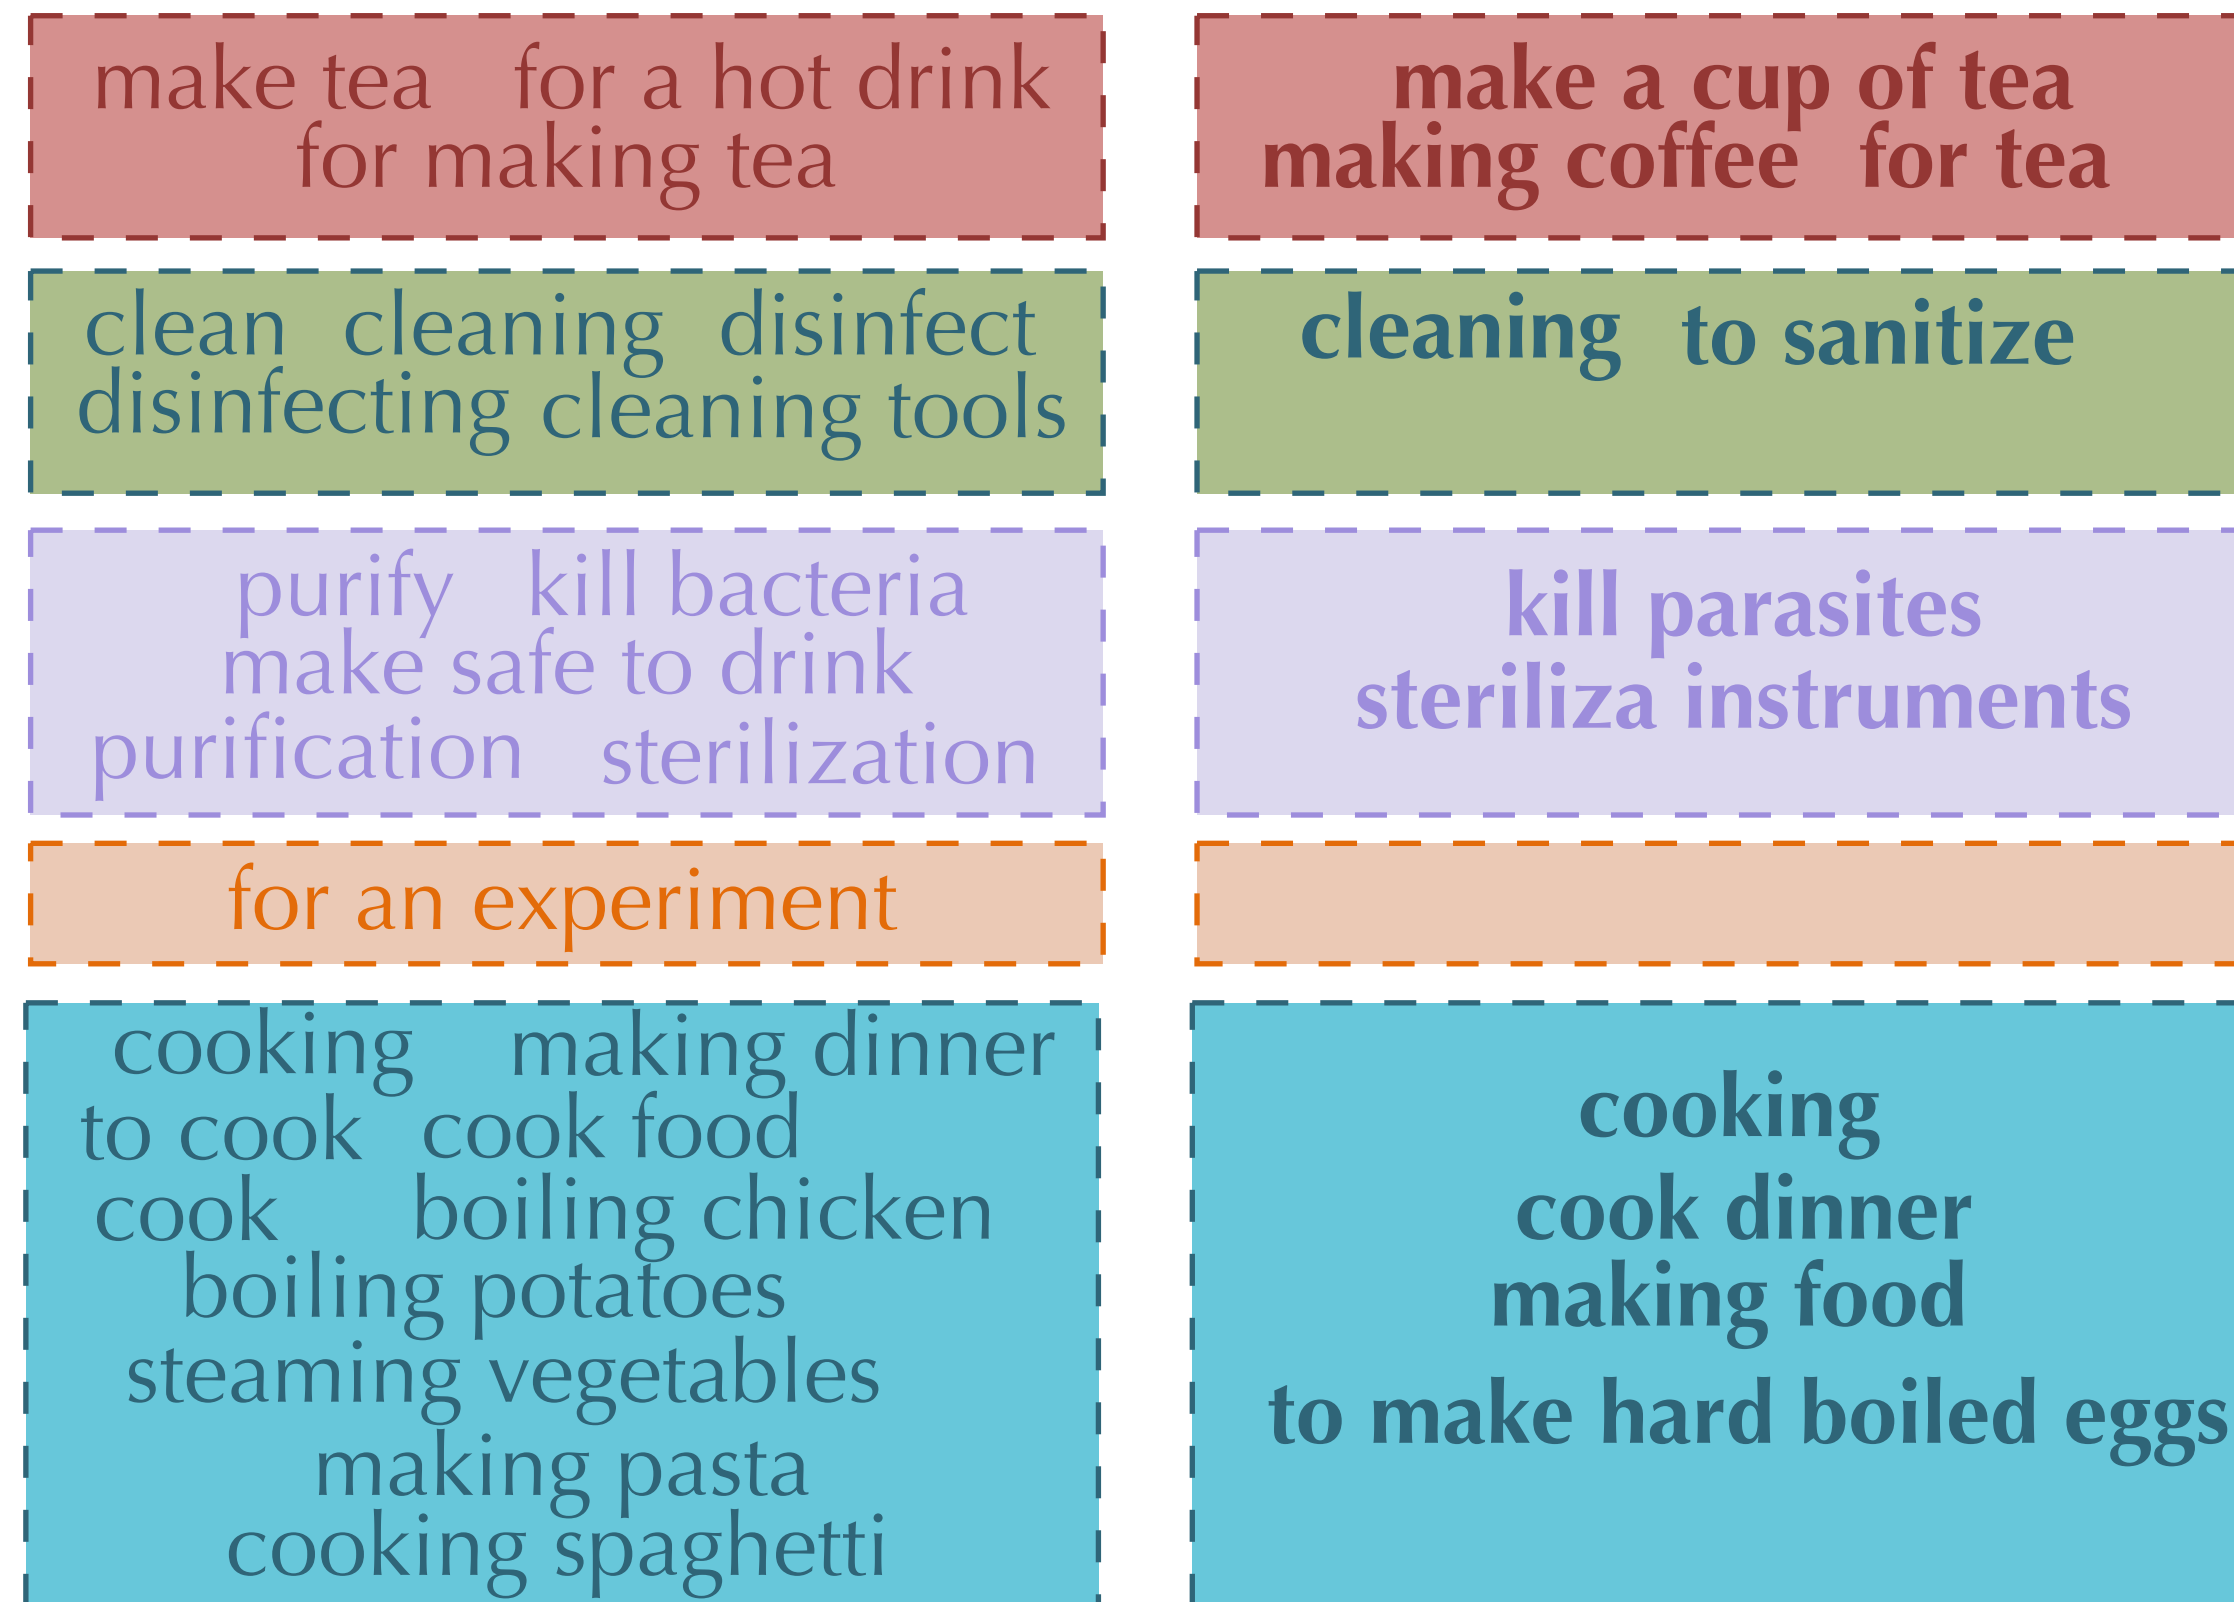 make tea for a hot drink
for making tea
make a cup of tea
making coffee for tea
clean cleaning disinfect
disinfecting cleaning tools
cleaning to sanitize
purify kill bacteria
make safe to drink
purification sterilization
kill parasites
steriliza instruments
for an experiment
cooking making dinner
to cook cook food
cook boiling chicken
boiling potatoes
steaming vegetables
making pasta
cooking spaghetti
cooking
cook dinner
making food
to make hard boiled eggs